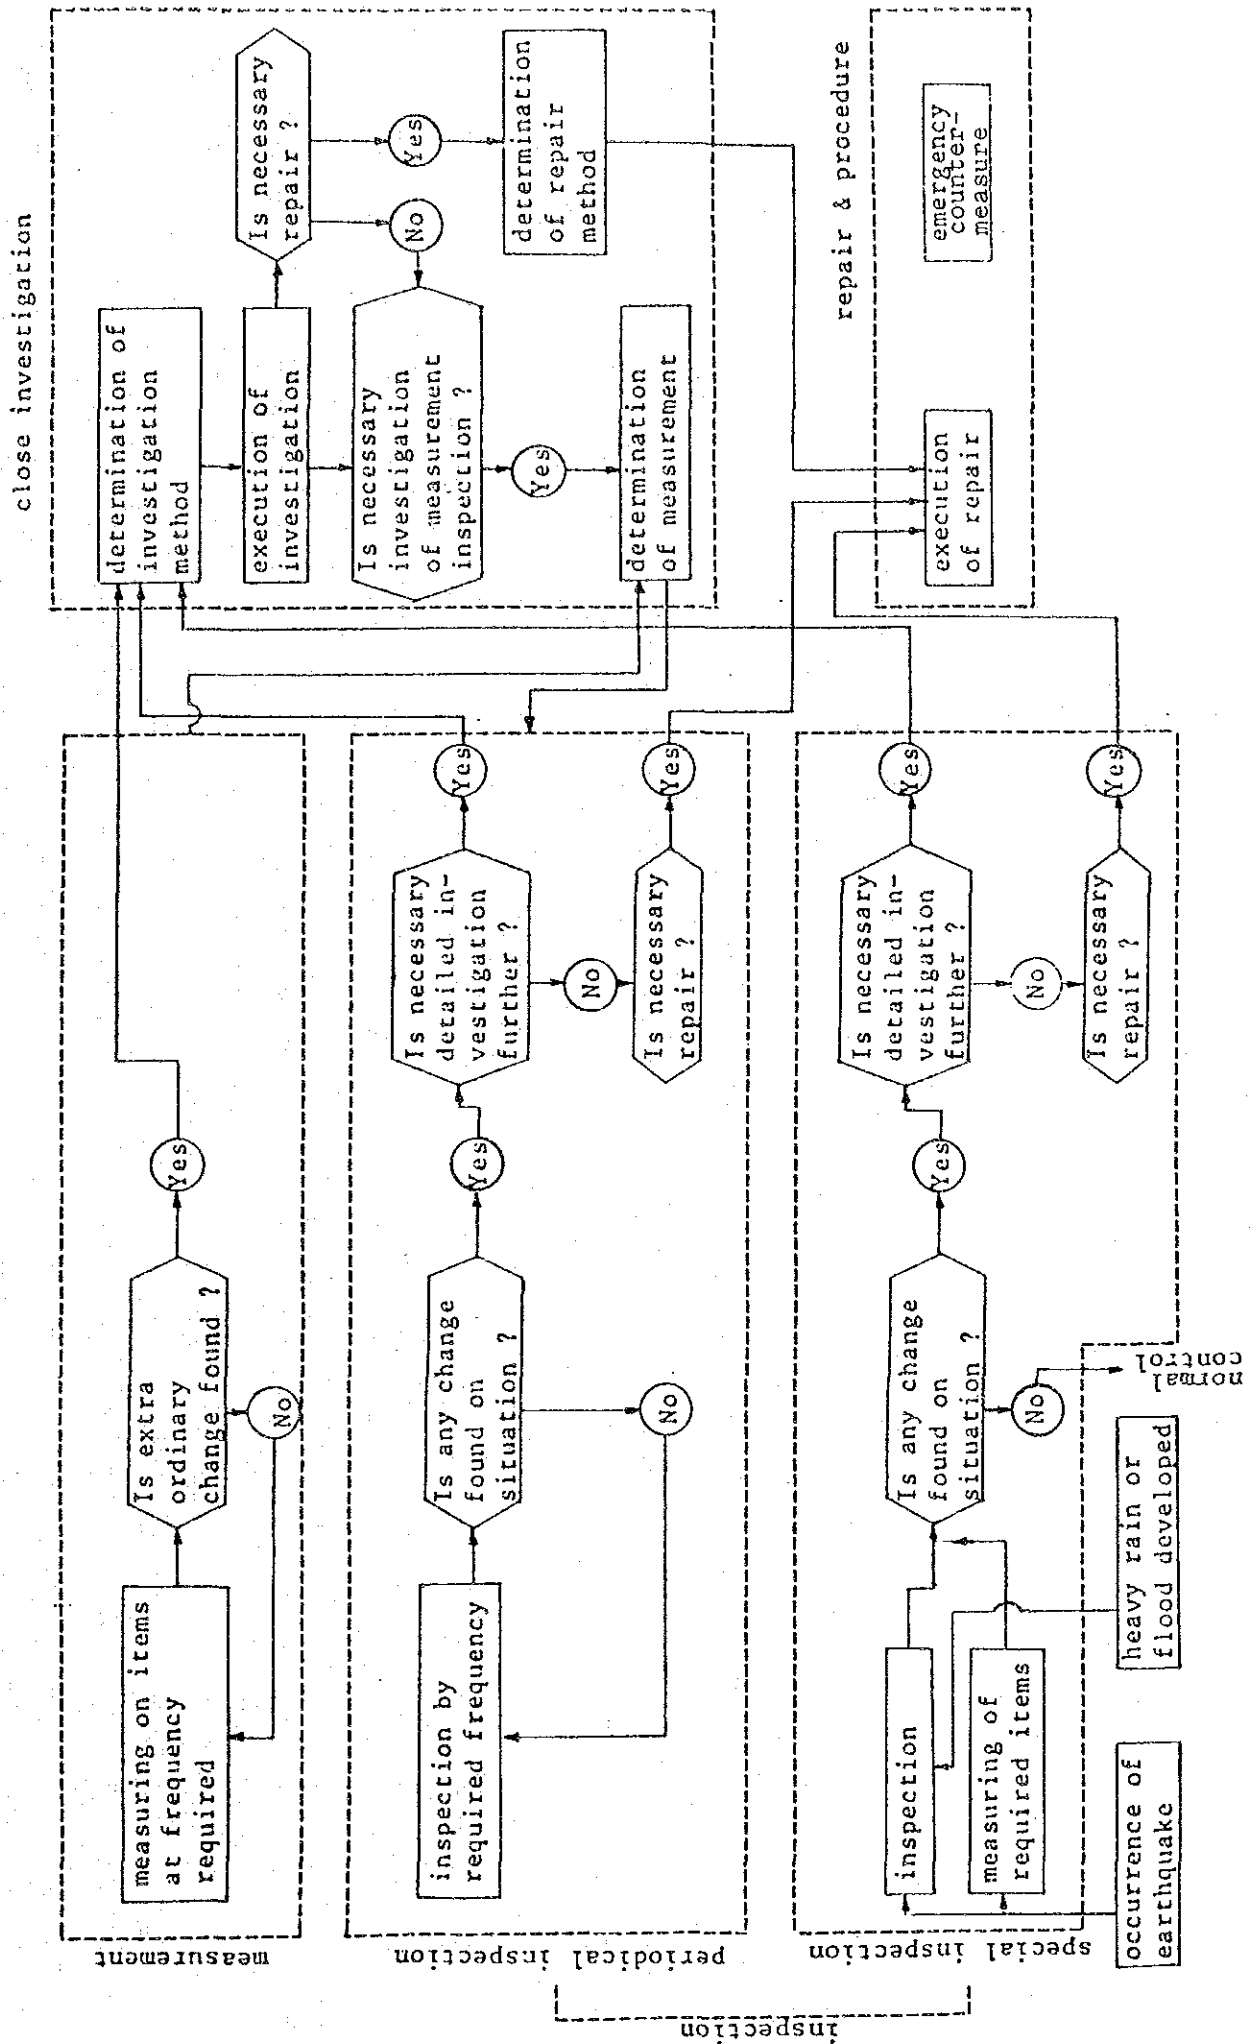 close investigation
determination of
investigation
method
execution of
investigation
Is necessary
repair ?
Yes
No
Is necessary
investigation
of measurement
inspection ?
Yes
determination
of repair
method
determination
of measurement
repair & procedure
execution
of repair
emergency
counter-
measure
measurement
measuring on items
at frequency
required
Is extra
ordinary
change found ?
Yes
No
inspection
periodical inspection
inspection by
required frequency
Is any change
found on
situation ?
Yes
No
Is necessary
detailed in-
vestigation
further ?
Yes
No
Is necessary
repair ?
Yes
special inspection
inspection
measuring of
required items
Is any change
found on
situation ?
Yes
No
normal
control
Is necessary
detailed in-
vestigation
further ?
Yes
No
Is necessary
repair ?
Yes
occurrence of
earthquake
heavy rain or
flood developed